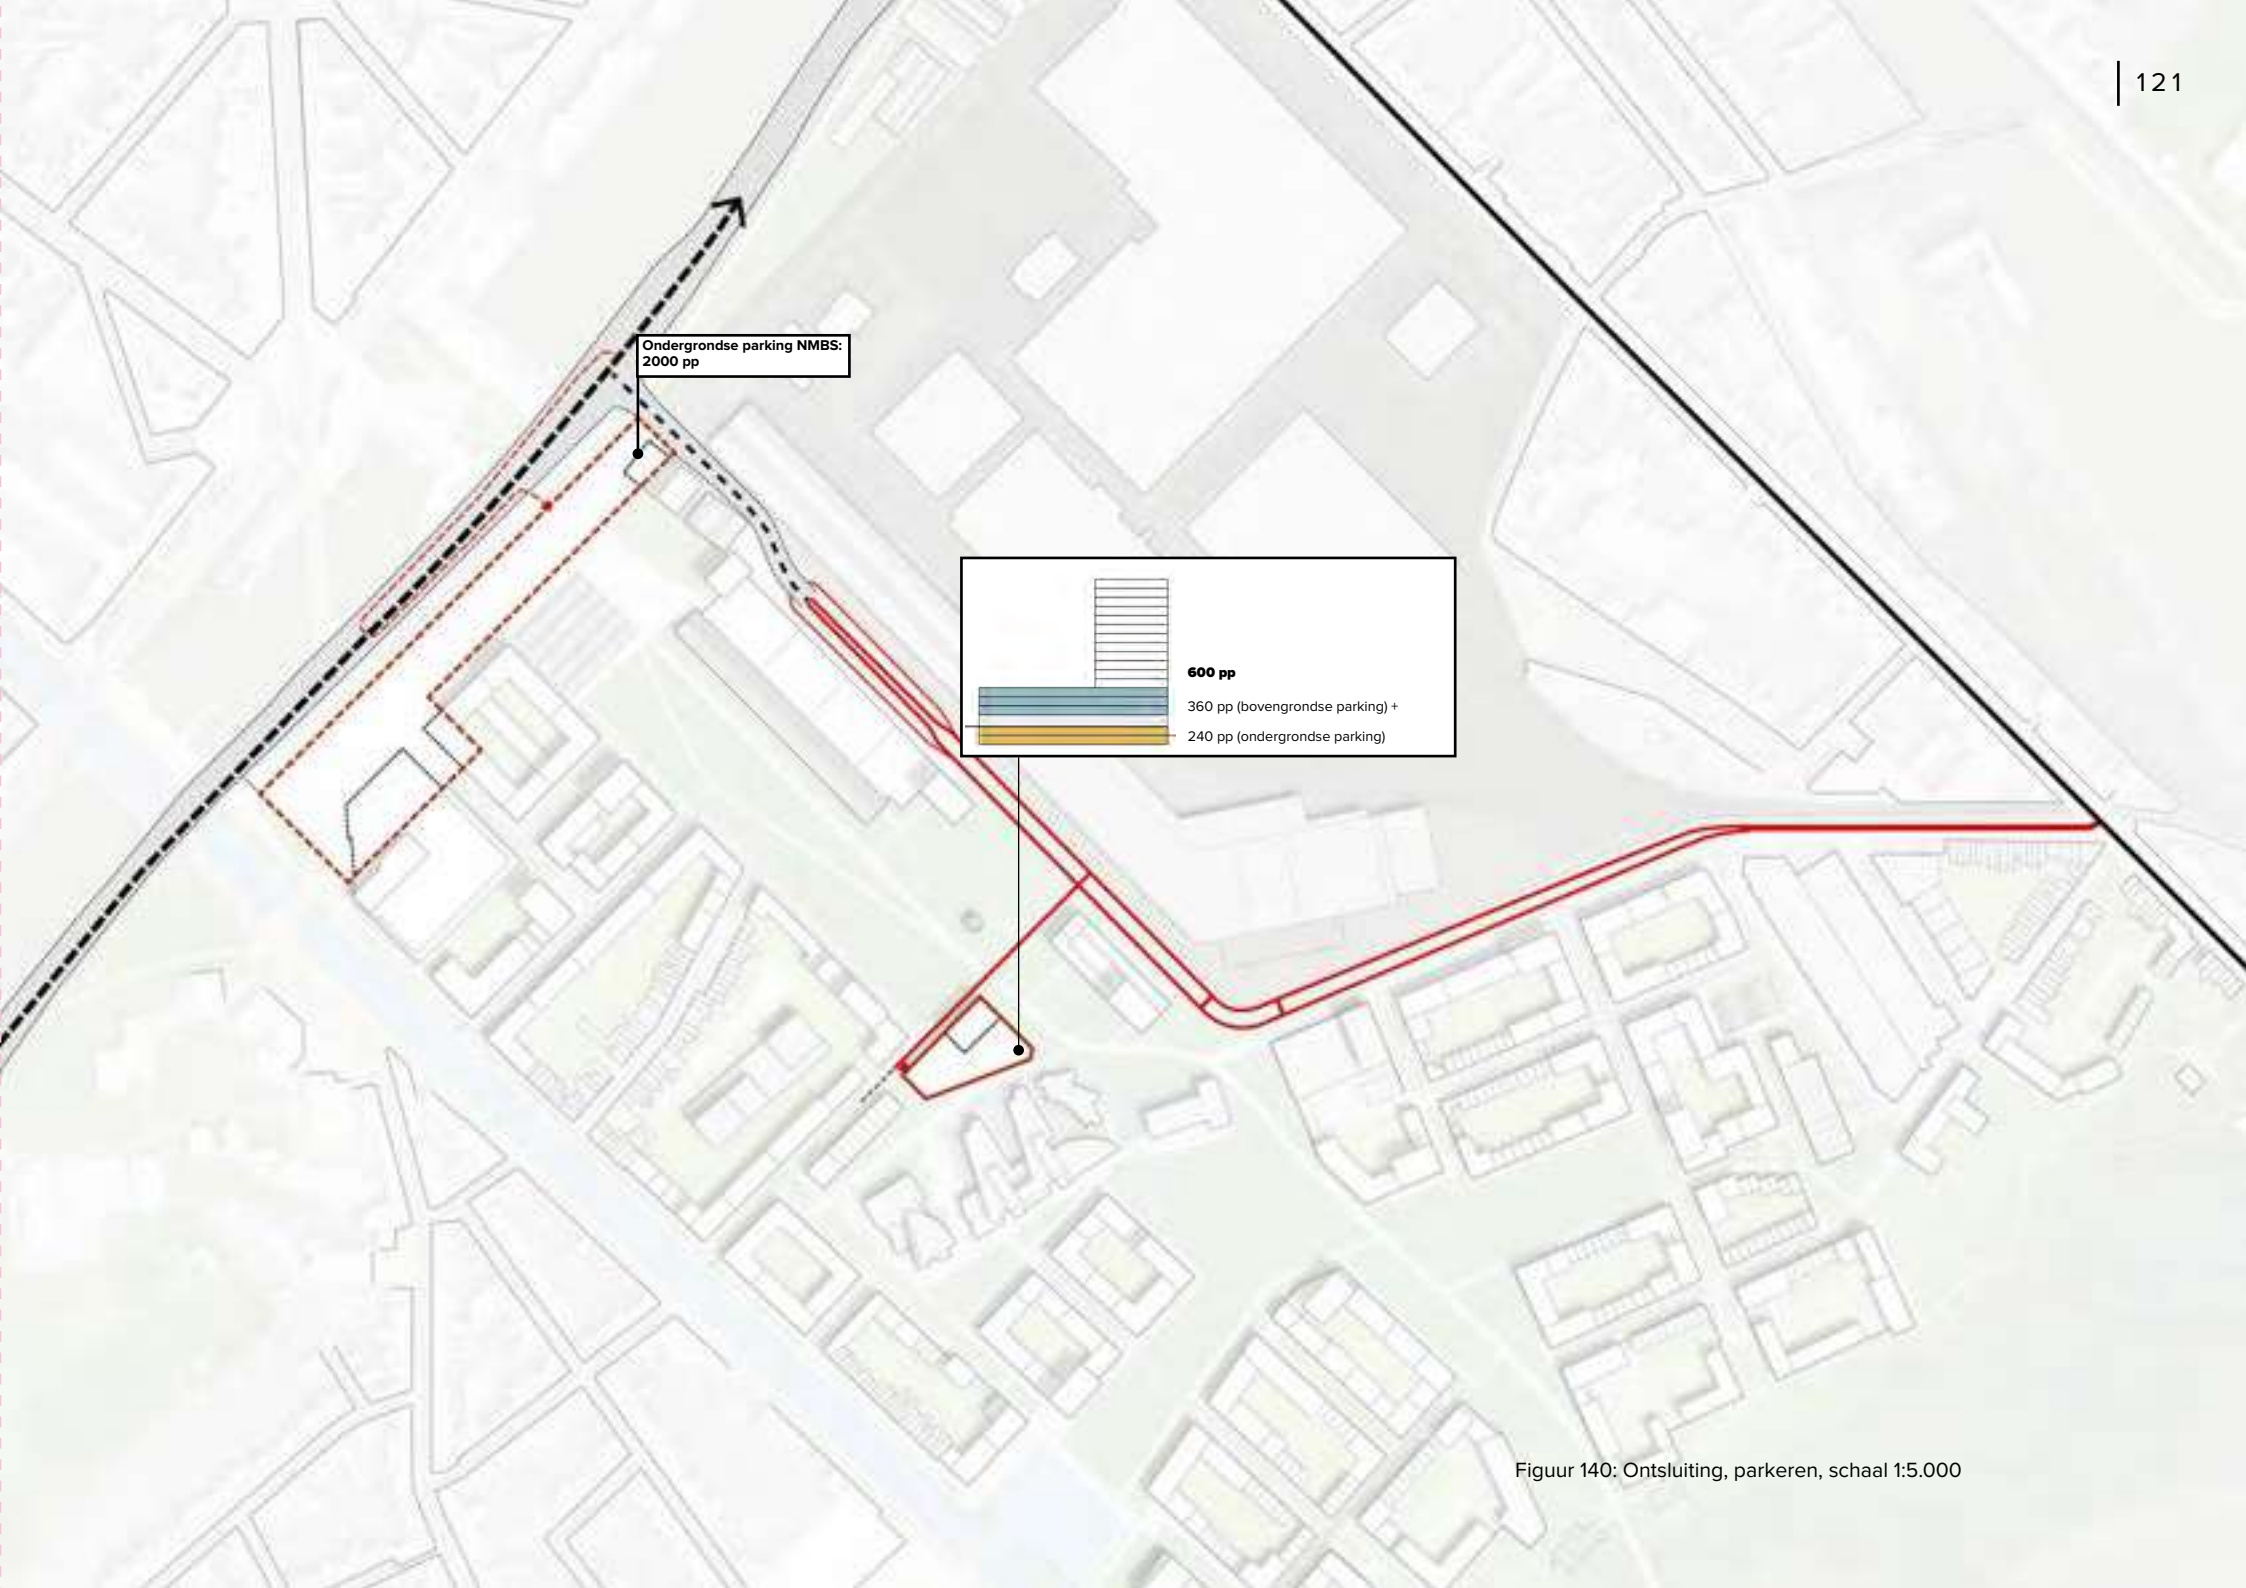 121
Ondergrondse parking NMBS:
2000 pp
600 pp
360 pp (bovengrondse parking) +
240 pp (ondergrondse parking)
Figuur 140: Ontsluiting, parkeren, schaal 1:5.000